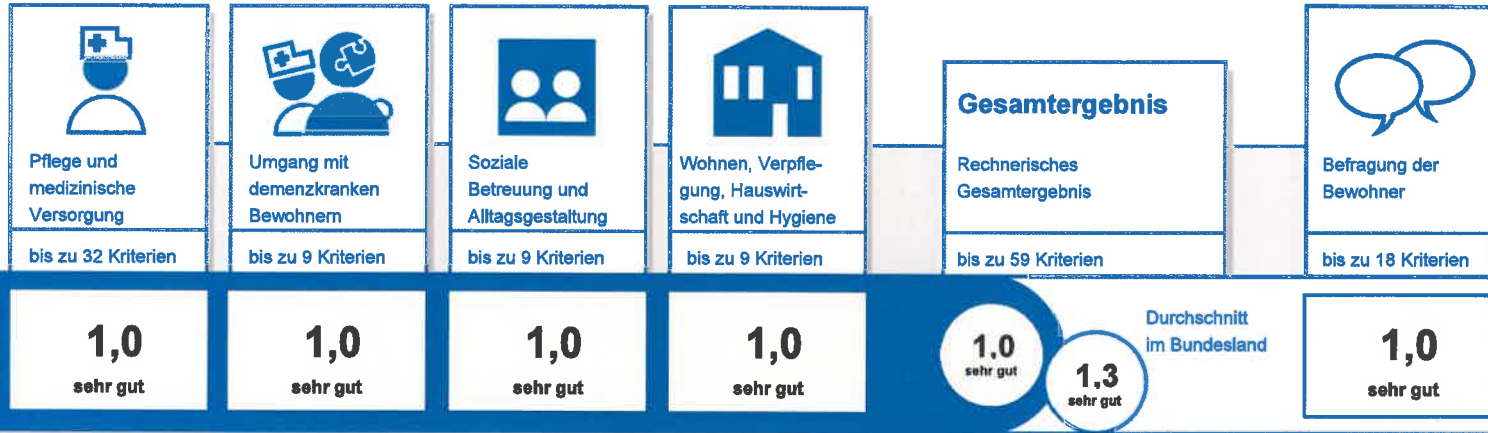 Pflege und
medizinische
Versorgung
bis zu 32 Kriterien
1,0
sehr gut
Umgang mit
demenzkranken
Bewohnern
bis zu 9 Kriterien
1,0
sehr gut
Soziale
Betreuung und
Alltagsgestaltung
bis zu 9 Kriterien
1,0
sehr gut
Wohnen, Verpfle-
gung, Hauswirt-
schaft und Hygiene
bis zu 9 Kriterien
1,0
sehr gut
Gesamtergebnis
Rechnerisches
Gesamtergebnis
bis zu 59 Kriterien
1,0
sehr gut
Durchschnitt
im Bundesland
1,3
sehr gut
Befragung der
Bewohner
bis zu 18 Kriterien
1,0
sehr gut